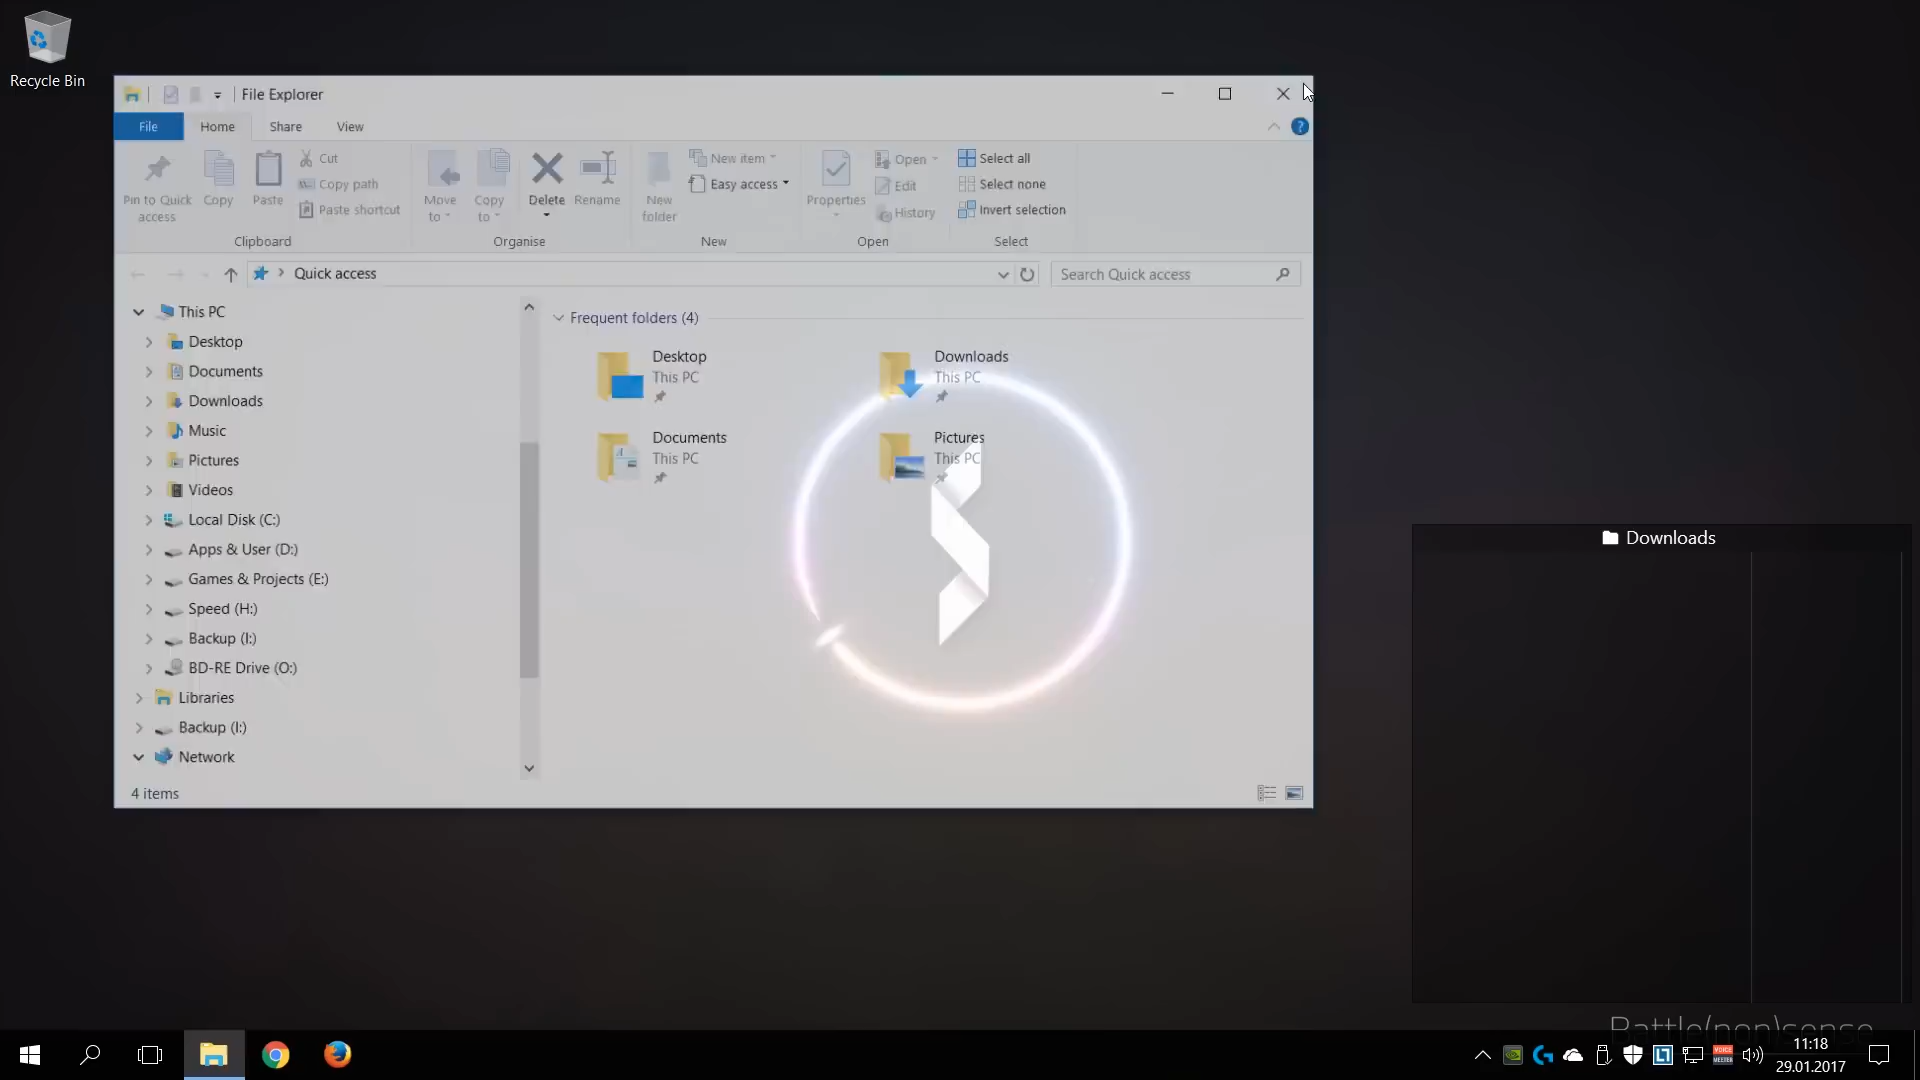 Recycle Bin
File Explorer
File Home Share View
Pin to Quick access
Copy
Paste
Cut
Copy path
Paste shortcut
Move to
Copy to
Delete
Rename
New folder
New item
Easy access
Properties
Open
Edit
History
Select all
Select none
Invert selection
Clipboard Organise New Open Select
Quick access
Search Quick access
This PC
Desktop
Documents
Downloads
Music
Pictures
Videos
Local Disk (C:)
Apps & User (D:)
Games & Projects (E:)
Speed (H:)
Backup (I:)
BD-RE Drive (O:)
Libraries
Backup (I:)
Network
Frequent folders (4)
Desktop
This PC
Downloads
This PC
Documents
This PC
Pictures
This PC
4 items
Downloads
Battle(non)sense
VOICE
MEETER
11:18
29.01.2017